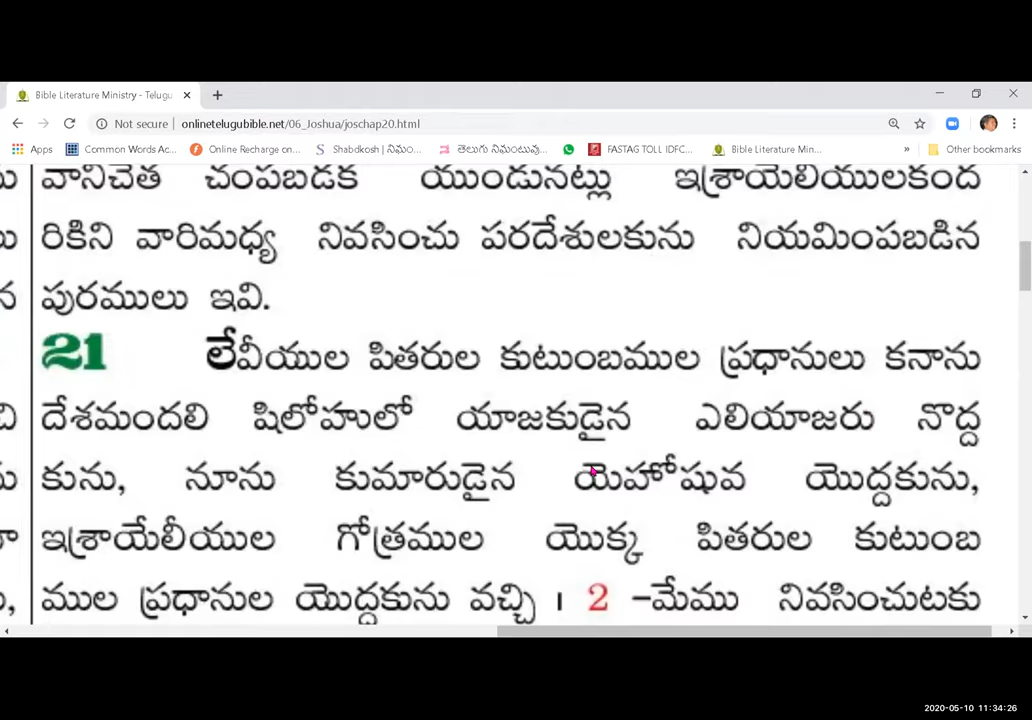 Bible Literature Ministry - Telugu
Not secure | onlinetelugubible.net/06_Joshua/joschap20.html
Apps Common Words Ac... Online Recharge on... Shabdkosh | నిఘం... తెలుగు నిఘంటువు... FASTAG TOLL IDFC... Bible Literature Min... » Other bookmarks
వానిచేత చంపబడక యుండునట్లు ఇశ్రాయెలీయులకంద
రికిని వారిమధ్య నివసించు పరదేశులకును నియమింపబడిన
పురములు ఇవి.
21 లేవీయుల పితరుల కుటుంబముల ప్రధానులు కనాను
దేశమందలి షిలోహులో యాజకుడైన ఎలియాజరు నొద్ద
కును, నూను కుమారుడైన యెహోషువ యొద్దకును,
ఇశ్రాయేలీయుల గోత్రముల యొక్క పితరుల కుటుంబ
ముల ప్రధానుల యొద్దకును వచ్చి । 2 –మేము నివసించుటకు
2020-05-10 11:34:26